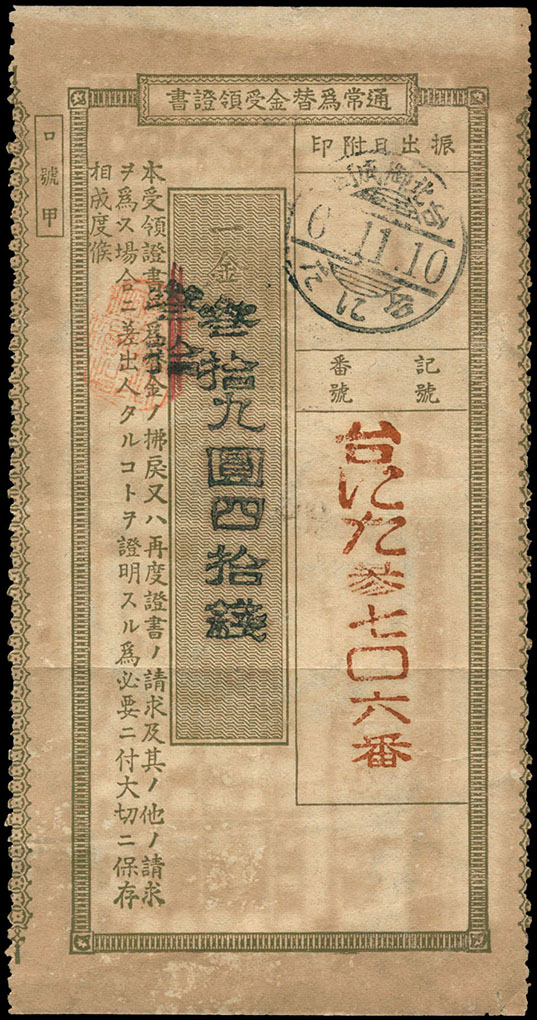 通常爲替金受領證書
振出日附印
6 11.10
記號
番號
台にた参七〇六番
一金
叁拾九圓四拾錢
本受領證書ハ爲替金ノ拂戻又ハ再度證書ノ請求及其ノ他ノ請求
ヲ爲ス場合ニ差出人タルコトヲ證明スル爲必要ニ付大切ニ保存
相成度候
口號甲